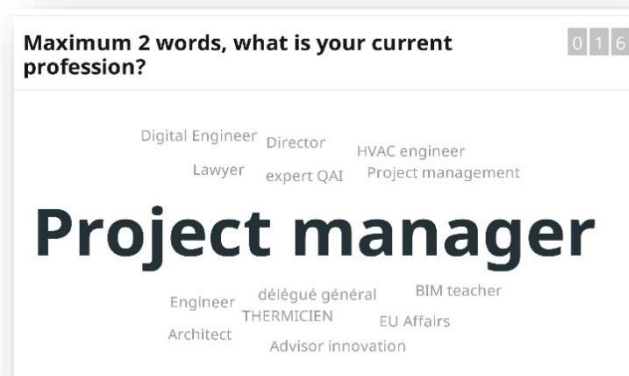 Maximum 2 words, what is your current
profession?
0 1 6
Digital Engineer
Director
HVAC engineer
Lawyer
expert QAI
Project management
Project manager
Engineer
délégué général
BIM teacher
THERMICIEN
EU Affairs
Architect
Advisor innovation